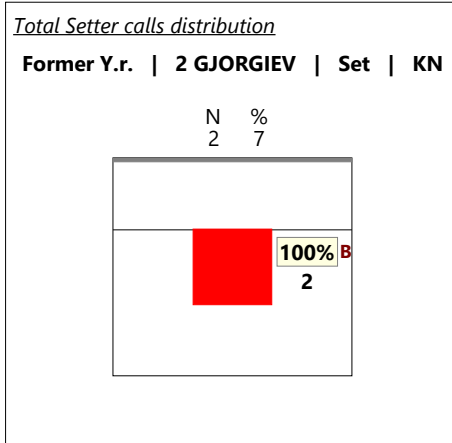 Total Setter calls distribution
Former Y.r. | 2 GJORGIEV | Set | KN
N %
2 7
100% B
2